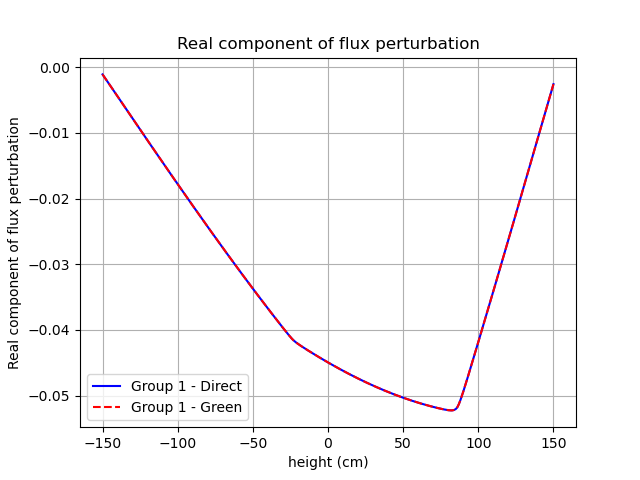 Real component of flux perturbation
Real component of flux perturbation
0.00
−0.01
−0.02
−0.03
−0.04
−0.05
Group 1 - Direct
Group 1 - Green
−150
−100
−50
0
50
100
150
height (cm)